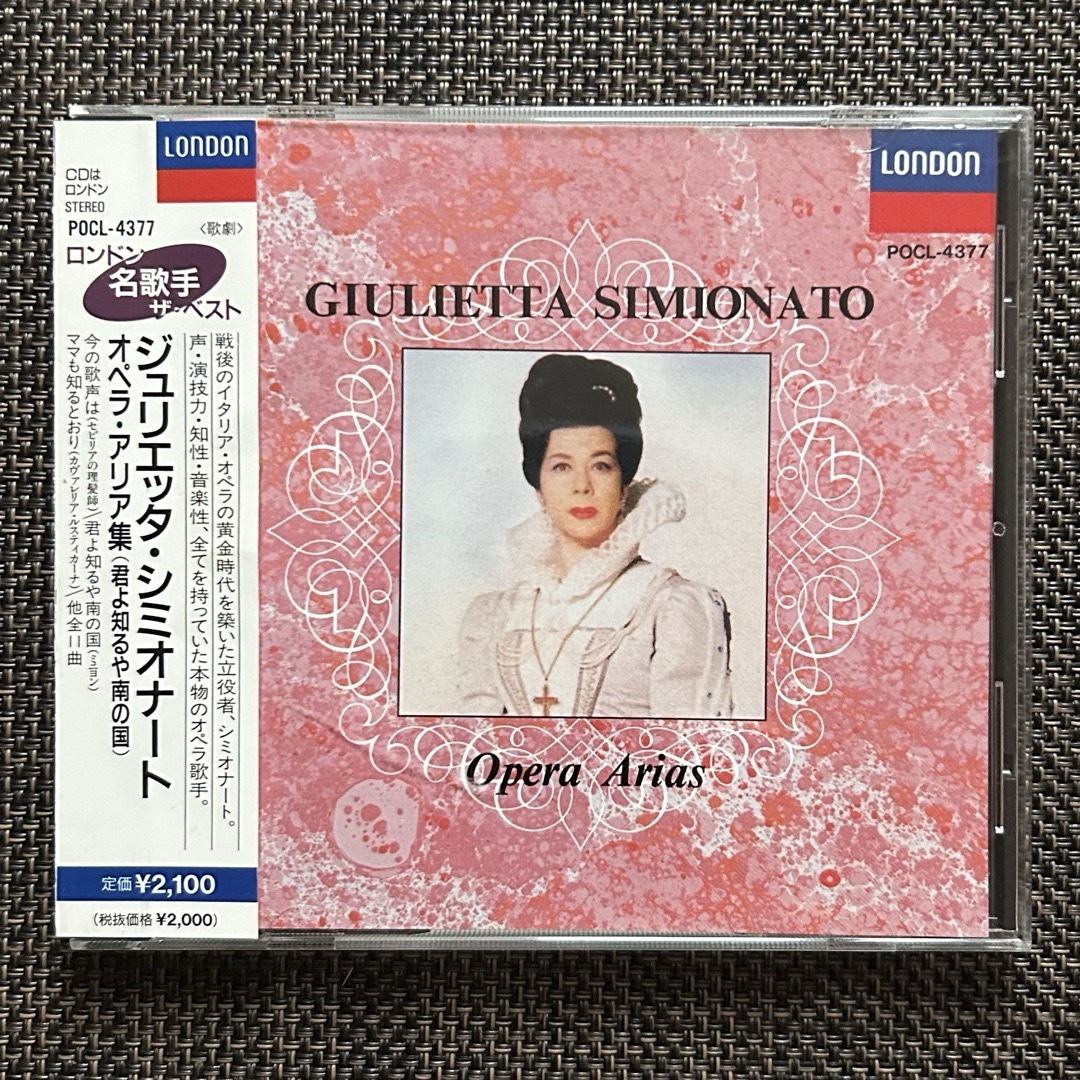 LONDON
CDは
ロンドン
STEREO
POCL-4377 〈歌劇〉
ロンドン
名歌手
ザ・ベスト
戦後のイタリア・オペラの黄金時代を築いた立役者、シミオナート。
声・演技力・知性・音楽性、全てを持っていた本物のオペラ歌手。
ジュリエッタ・シミオナート
オペラ・アリア集(君よ知るや南の国)
今の歌声は(セビリアの理髪師)/君よ知るや南の国(ミニヨン)
ママも知るとおり(カヴァレリア・ルスティカーナ)/他全11曲
定価¥2,100
(税抜価格¥2,000)
LONDON
POCL-4377
GIULIETTA SIMIONATO
Opera Arias